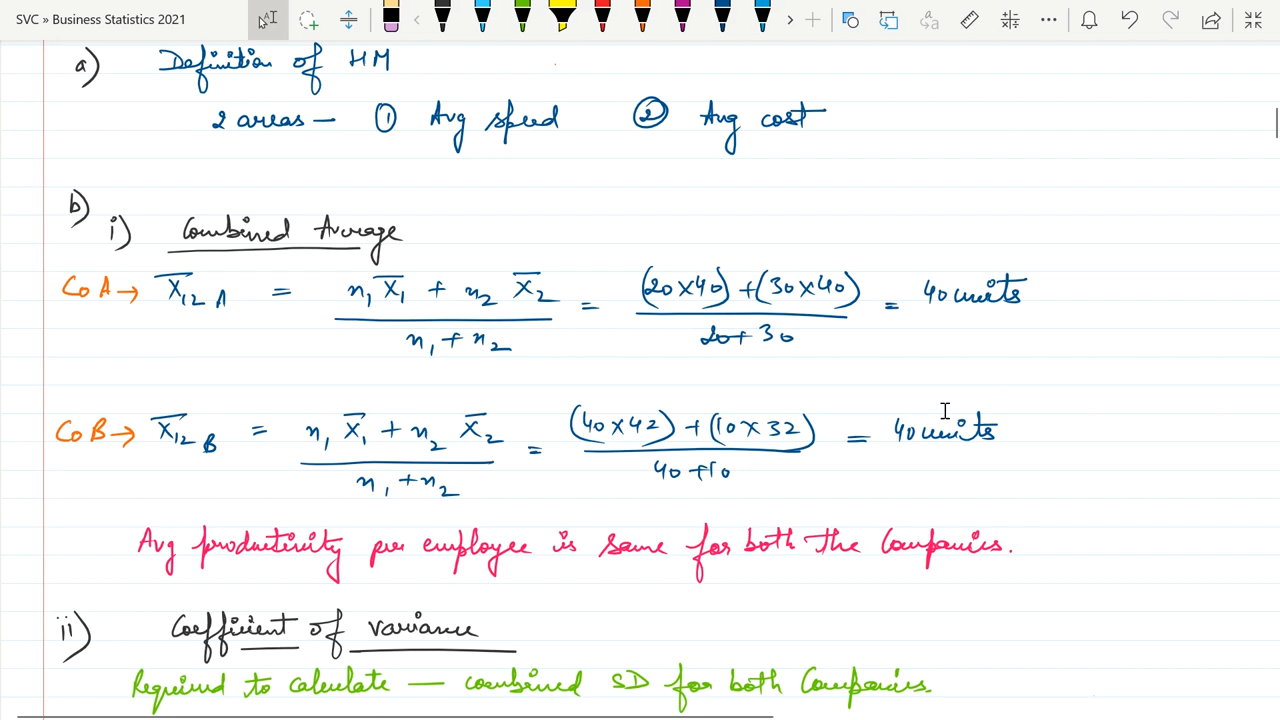 SVC » Business Statistics 2021
a) Definition of HM
2 areas — ① Avg speed ② Avg cost
b)
i) Combined Average
Co A → X̅₁₂ A = (n₁ X̅₁ + n₂ X̅₂) / (n₁ + n₂) = ((20×40) + (30×40)) / (20+30) = 40 units
Co B → X̅₁₂ B = (n₁ X̅₁ + n₂ X̅₂) / (n₁ + n₂) = ((40×42) + (10×32)) / (40+10) = 40 units
Avg productivity per employee is same for both the Companies.
ii) Coefficient of variance
Required to calculate — combined SD for both Companies.